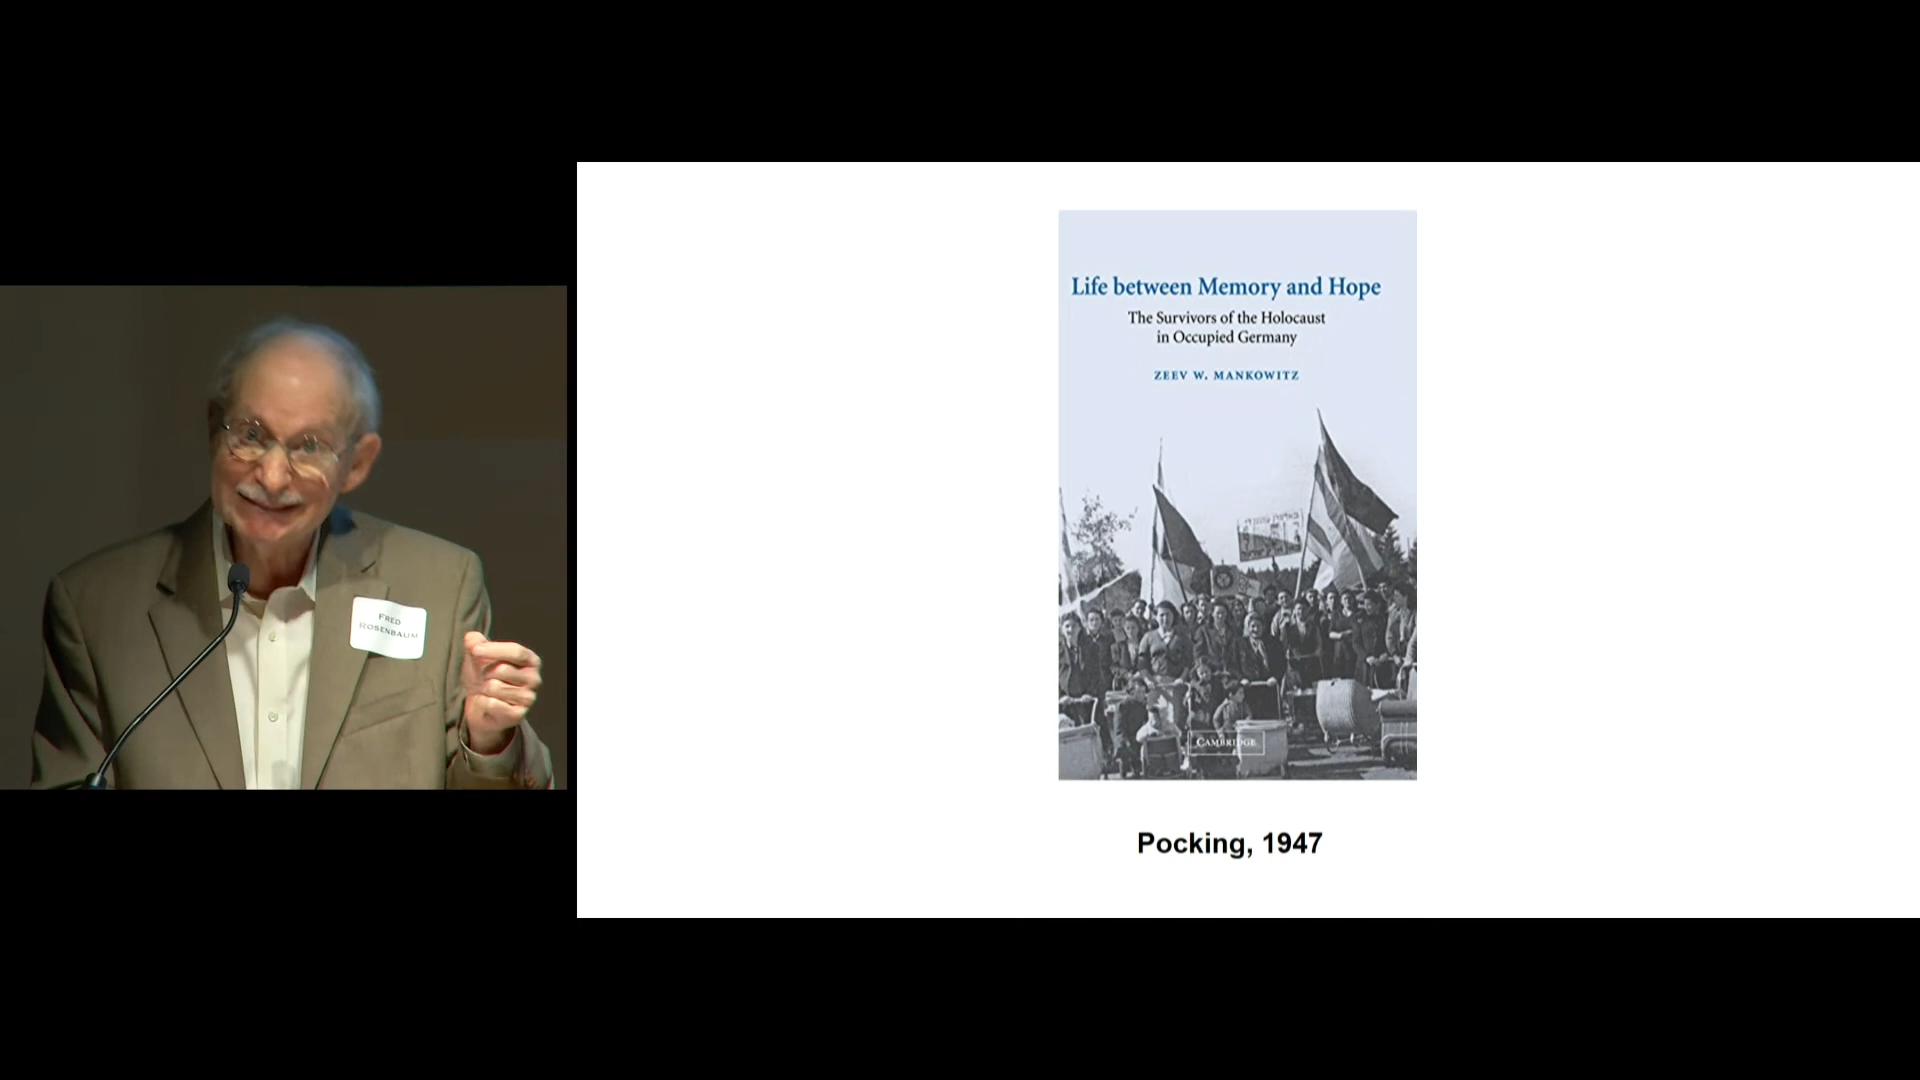 FRED
ROSENBAUM
Life between Memory and Hope
The Survivors of the Holocaust
in Occupied Germany
ZEEV W. MANKOWITZ
CAMBRIDGE
Pocking, 1947